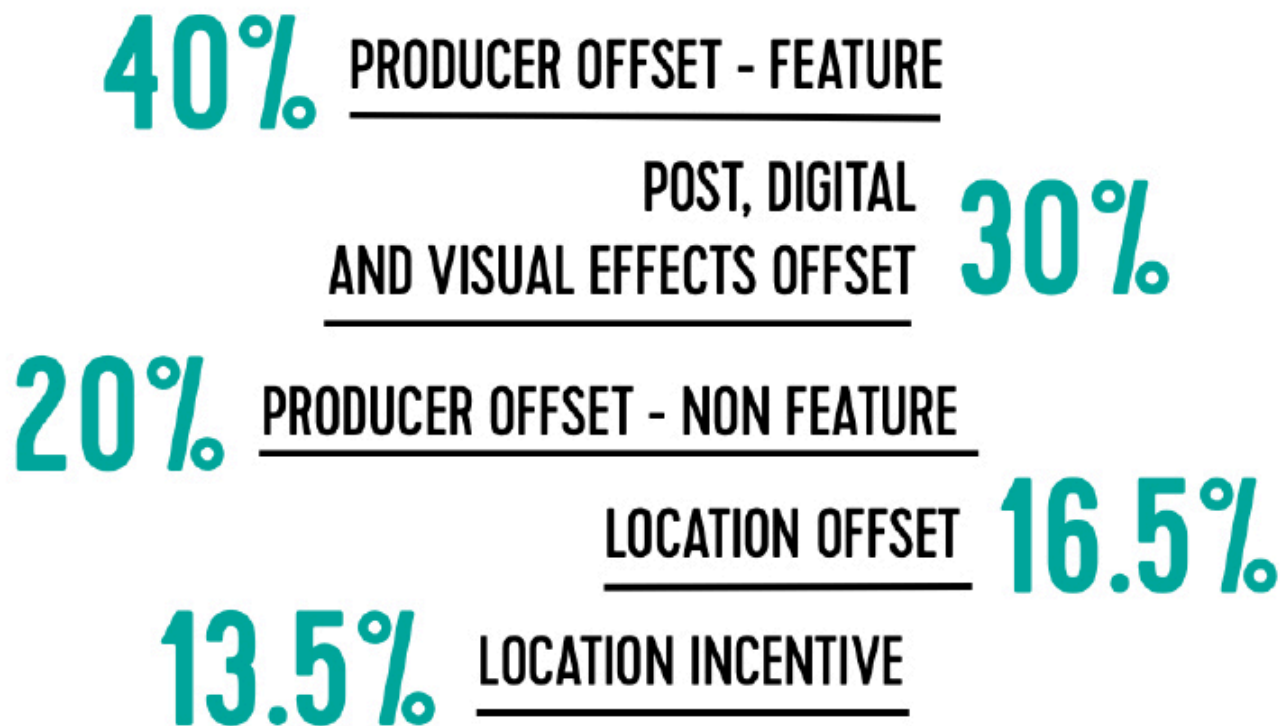 40% PRODUCER OFFSET - FEATURE
POST, DIGITAL
AND VISUAL EFFECTS OFFSET 30%
20% PRODUCER OFFSET - NON FEATURE
LOCATION OFFSET 16.5%
13.5% LOCATION INCENTIVE